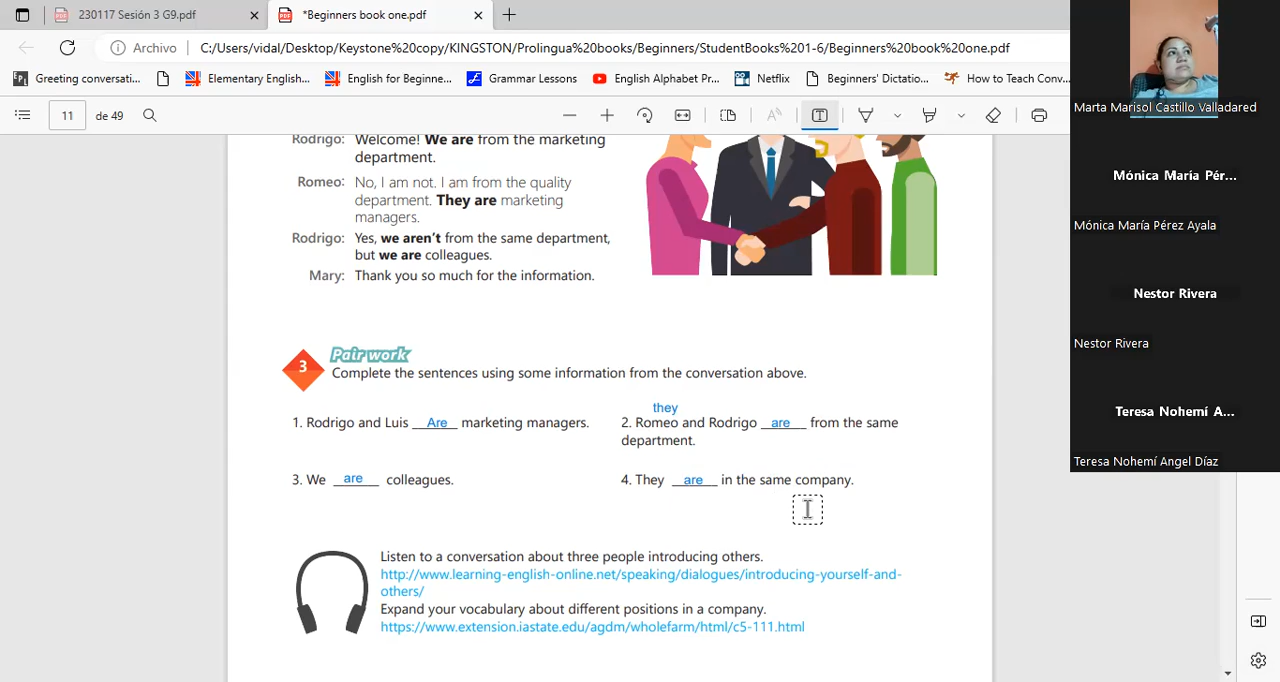 230117 Sesión 3 G9.pdf
*Beginners book one.pdf
Archivo
C:/Users/vidal/Desktop/Keystone%20copy/KINGSTON/Prolingua%20books/Beginners/StudentBooks%201-6/Beginners%20book%20one.pdf
Greeting conversati...
Elementary English...
English for Beginne...
Grammar Lessons
English Alphabet Pr...
Netflix
Beginners' Dictatio...
How to Teach Conv...
11 de 49
Rodrigo: Welcome! We are from the marketing
department.
Romeo: No, I am not. I am from the quality
department. They are marketing
managers.
Rodrigo: Yes, we aren't from the same department,
but we are colleagues.
Mary: Thank you so much for the information.
3 Pair work
Complete the sentences using some information from the conversation above.
they
1. Rodrigo and Luis Are marketing managers.
2. Romeo and Rodrigo are from the same
department.
3. We are colleagues.
4. They are in the same company.
Listen to a conversation about three people introducing others.
http://www.learning-english-online.net/speaking/dialogues/introducing-yourself-and-
others/
Expand your vocabulary about different positions in a company.
https://www.extension.iastate.edu/agdm/wholefarm/html/c5-111.html
Marta Marisol Castillo Valladared
Mónica María Pér...
Mónica María Pérez Ayala
Nestor Rivera
Nestor Rivera
Teresa Nohemí A...
Teresa Nohemí Angel Díaz